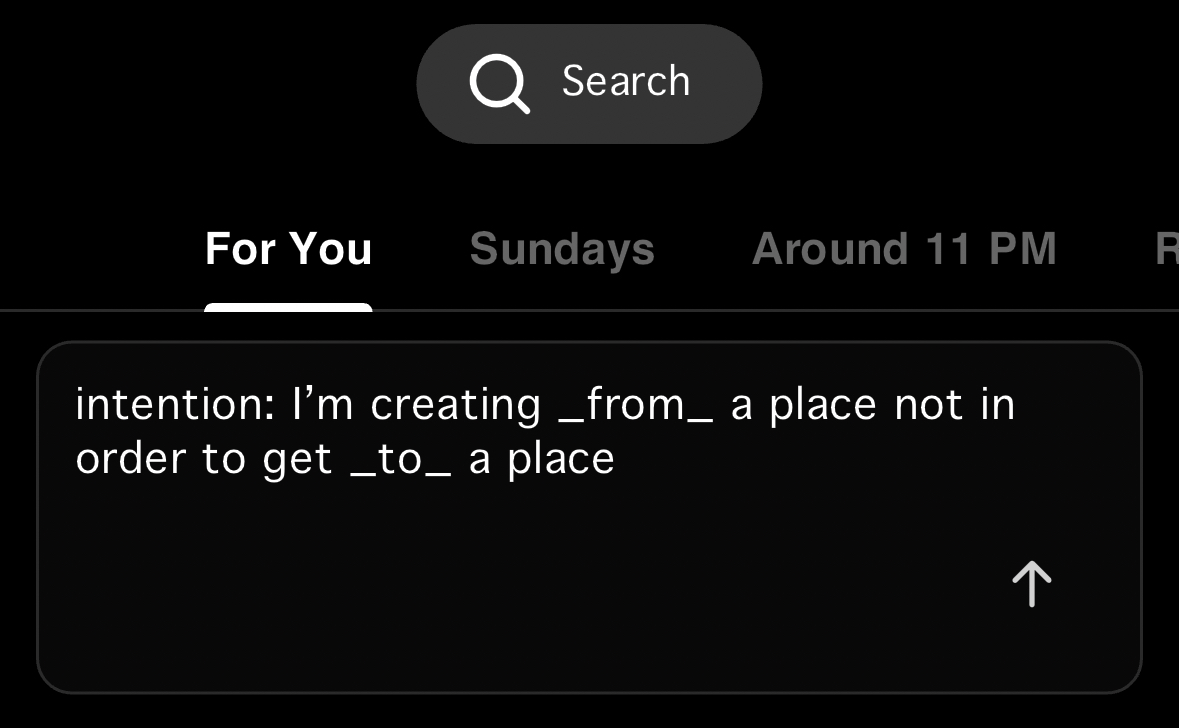 Search
For You Sundays Around 11 PM R
intention: I’m creating _from_ a place not in
order to get _to_ a place